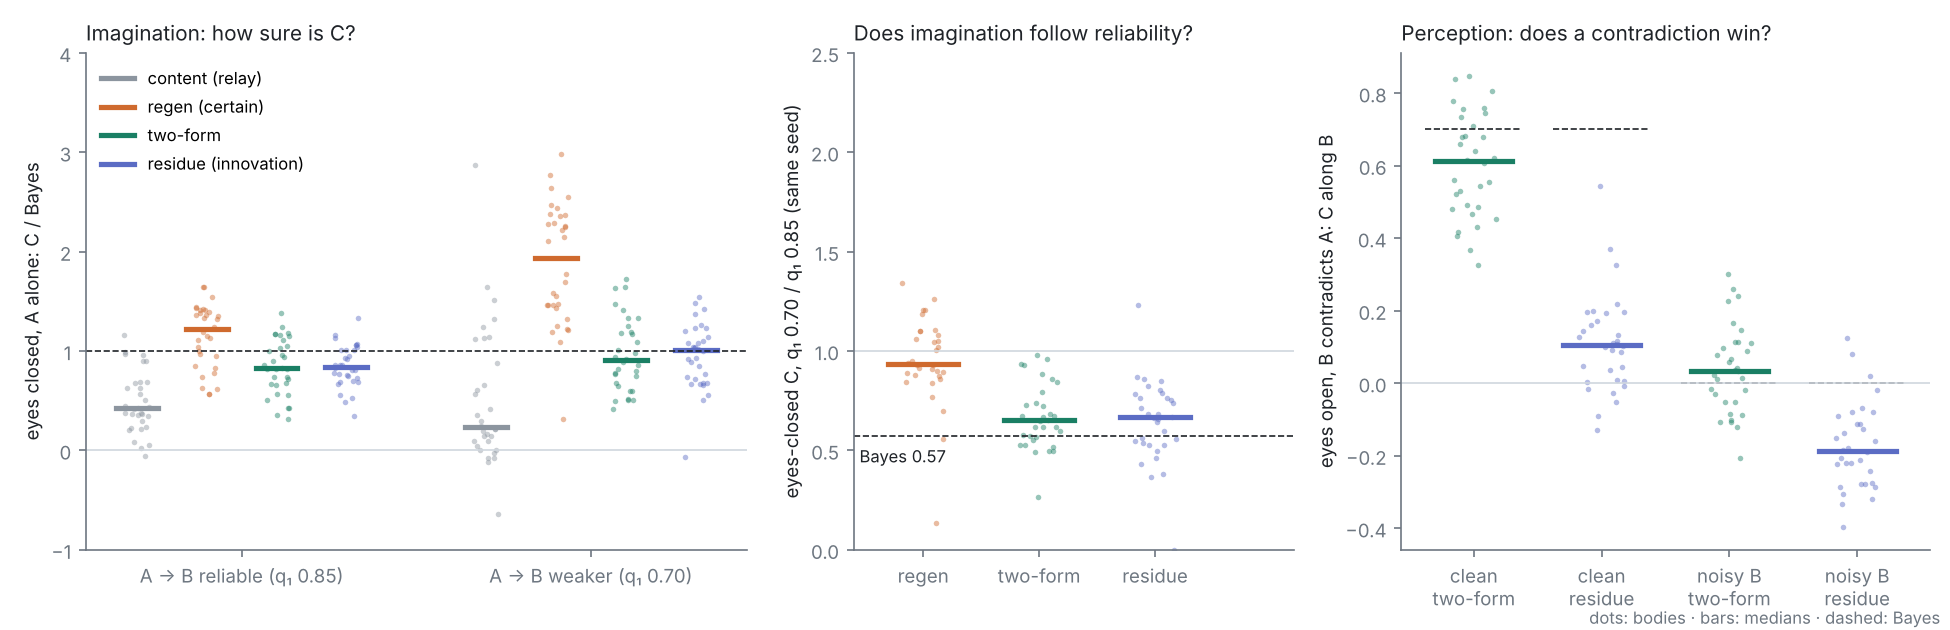 Imagination: how sure is C?
eyes closed, A alone: C / Bayes
4
3
2
1
0
−1
content (relay)
regen (certain)
two-form
residue (innovation)
A → B reliable (q₁ 0.85)
A → B weaker (q₁ 0.70)
Does imagination follow reliability?
eyes-closed C, q₁ 0.70 / q₁ 0.85 (same seed)
2.5
2.0
1.5
1.0
0.5
0.0
Bayes 0.57
regen
two-form
residue
Perception: does a contradiction win?
eyes open, B contradicts A: C along B
0.8
0.6
0.4
0.2
0.0
−0.2
−0.4
clean
two-form
clean
residue
noisy B
two-form
noisy B
residue
dots: bodies · bars: medians · dashed: Bayes